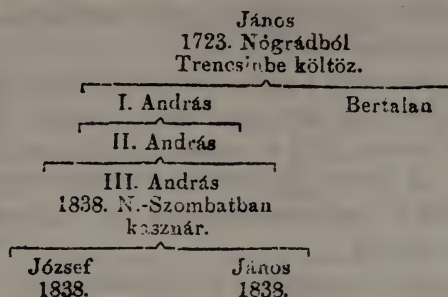 János
1723. Nógrádból
Trencsinbe költöz.
I. András Bertalan
II. András
III. András
1838. N.-Szombatban
kasznár.
József János
1838. 1838.